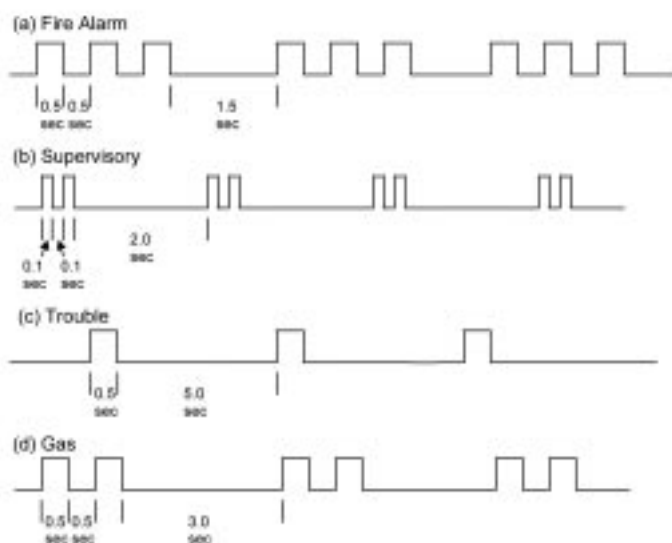 (a) Fire Alarm
0.5 0.5 1.5
sec sec sec
(b) Supervisory
2.0
sec
0.1 0.1
sec sec
(c) Trouble
0.5 5.0
sec sec
(d) Gas
0.5 0.5 3.0
sec sec sec